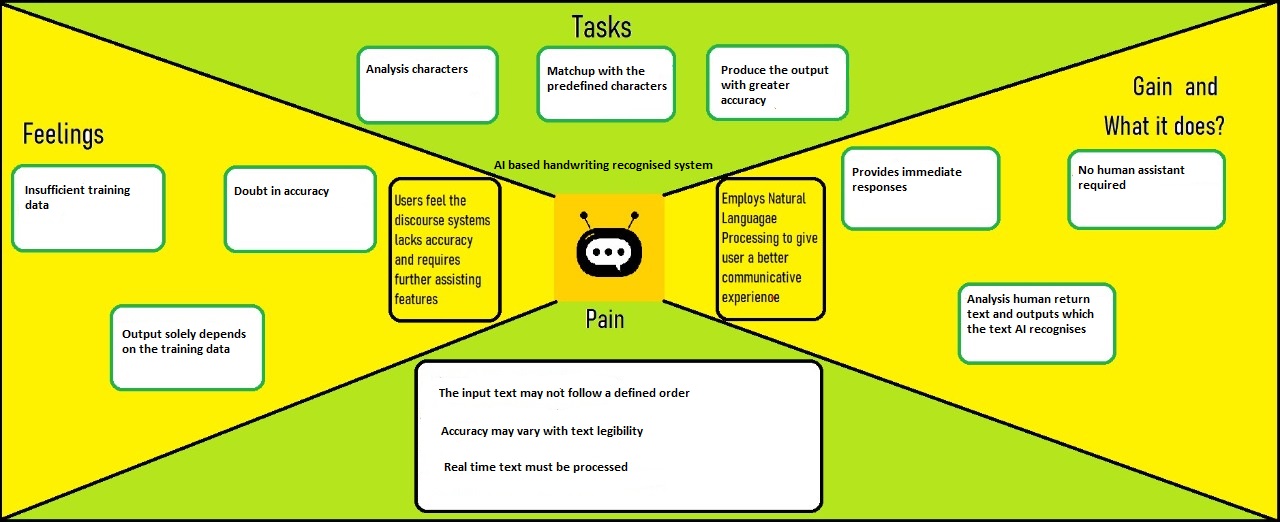 Tasks
Analysis characters
Matchup with the
predefined characters
Produce the output
with greater
accuracy
Gain and
What it does?
Feelings
Insufficient training
data
Doubt in accuracy
Output solely depends
on the training data
AI based handwriting recognised system
Users feel the
discourse systems
lacks accuracy
and requires
further assisting
features
Employs Natural
Languagae
Processing to give
user a better
communicative
experienoe
Provides immediate
responses
No human assistant
required
Analysis human return
text and outputs which
the text AI recognises
Pain
The input text may not follow a defined order
Accuracy may vary with text legibility
Real time text must be processed